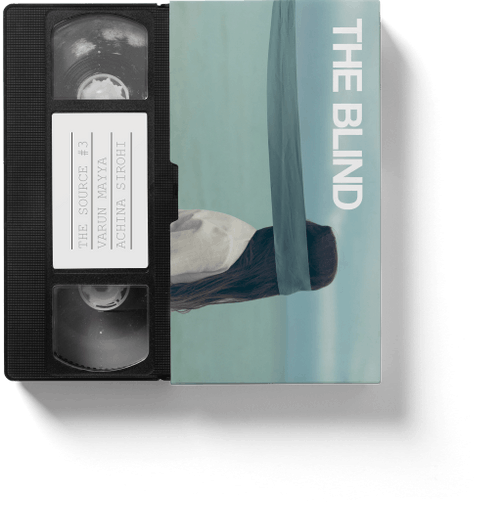 THE SOURCE #3
VARUN MAYYA
ACHINA SIROHI
THE BLIND